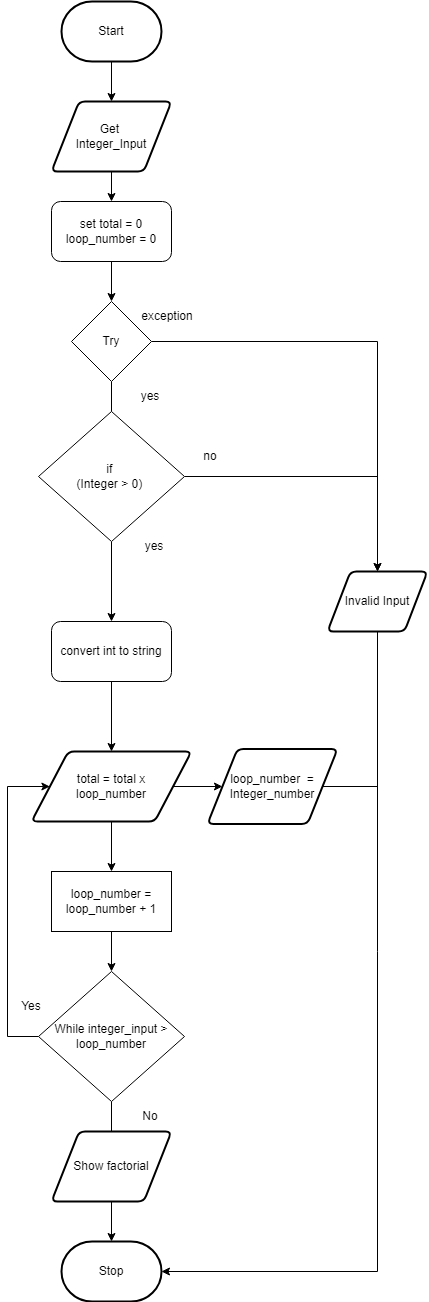 Start
Get
Integer_Input
set total = 0
loop_number = 0
exception
Try
yes
no
if
(Integer > 0)
yes
Invalid Input
convert int to string
total = total x
loop_number
loop_number  =
Integer_number
loop_number =
loop_number + 1
Yes
While integer_input >
loop_number
No
Show factorial
Stop